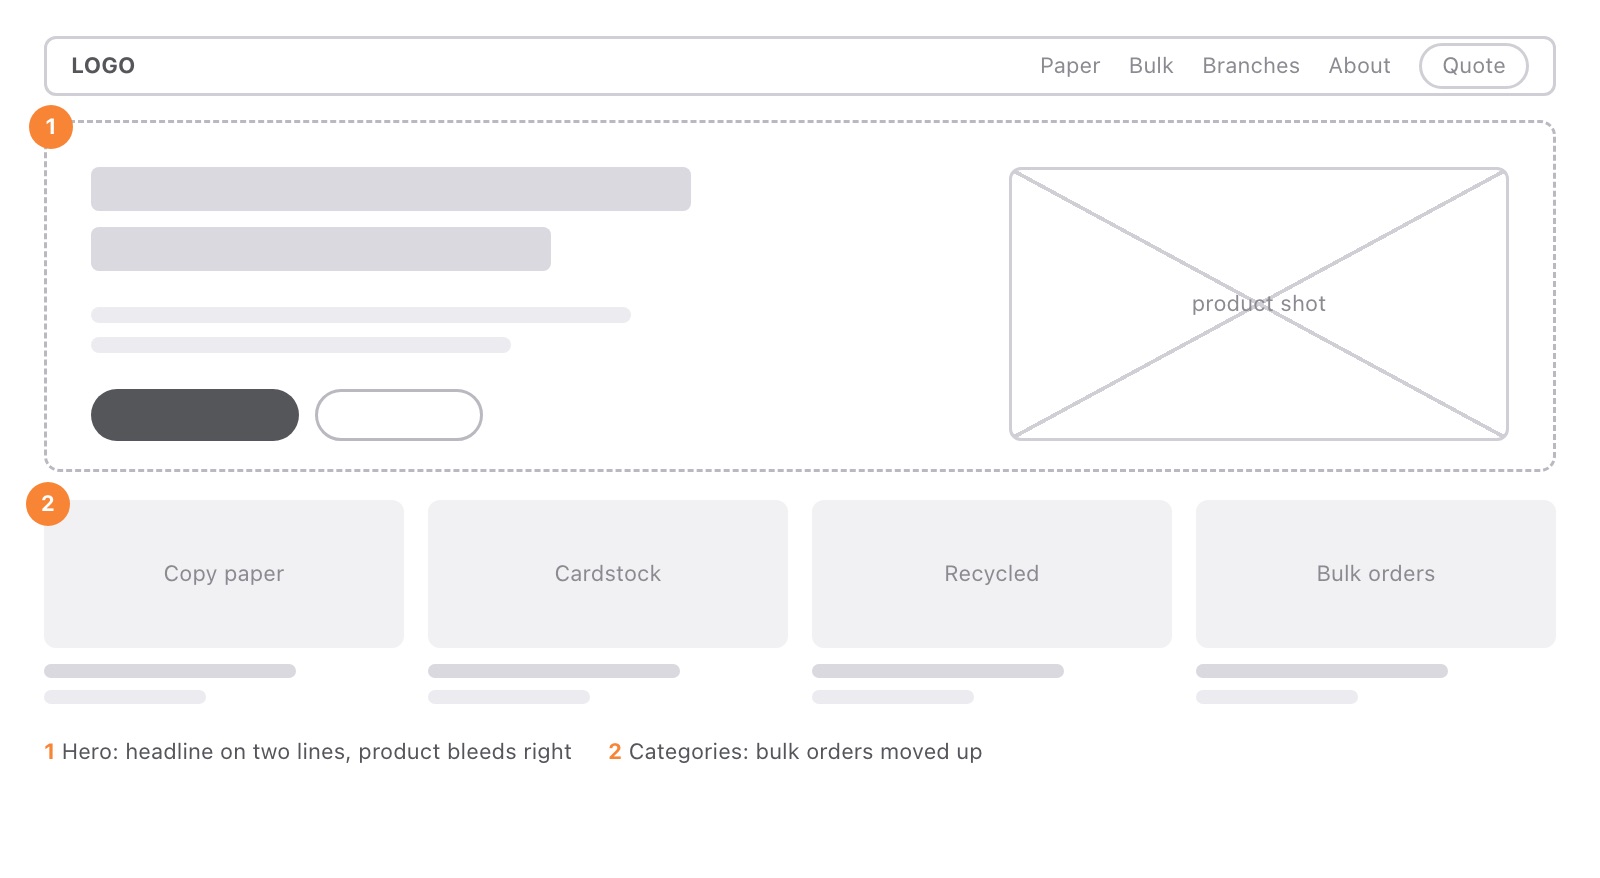 LOGO
Paper Bulk Branches About Quote
1
product shot
2
Copy paper
Cardstock
Recycled
Bulk orders
1 Hero: headline on two lines, product bleeds right
2 Categories: bulk orders moved up